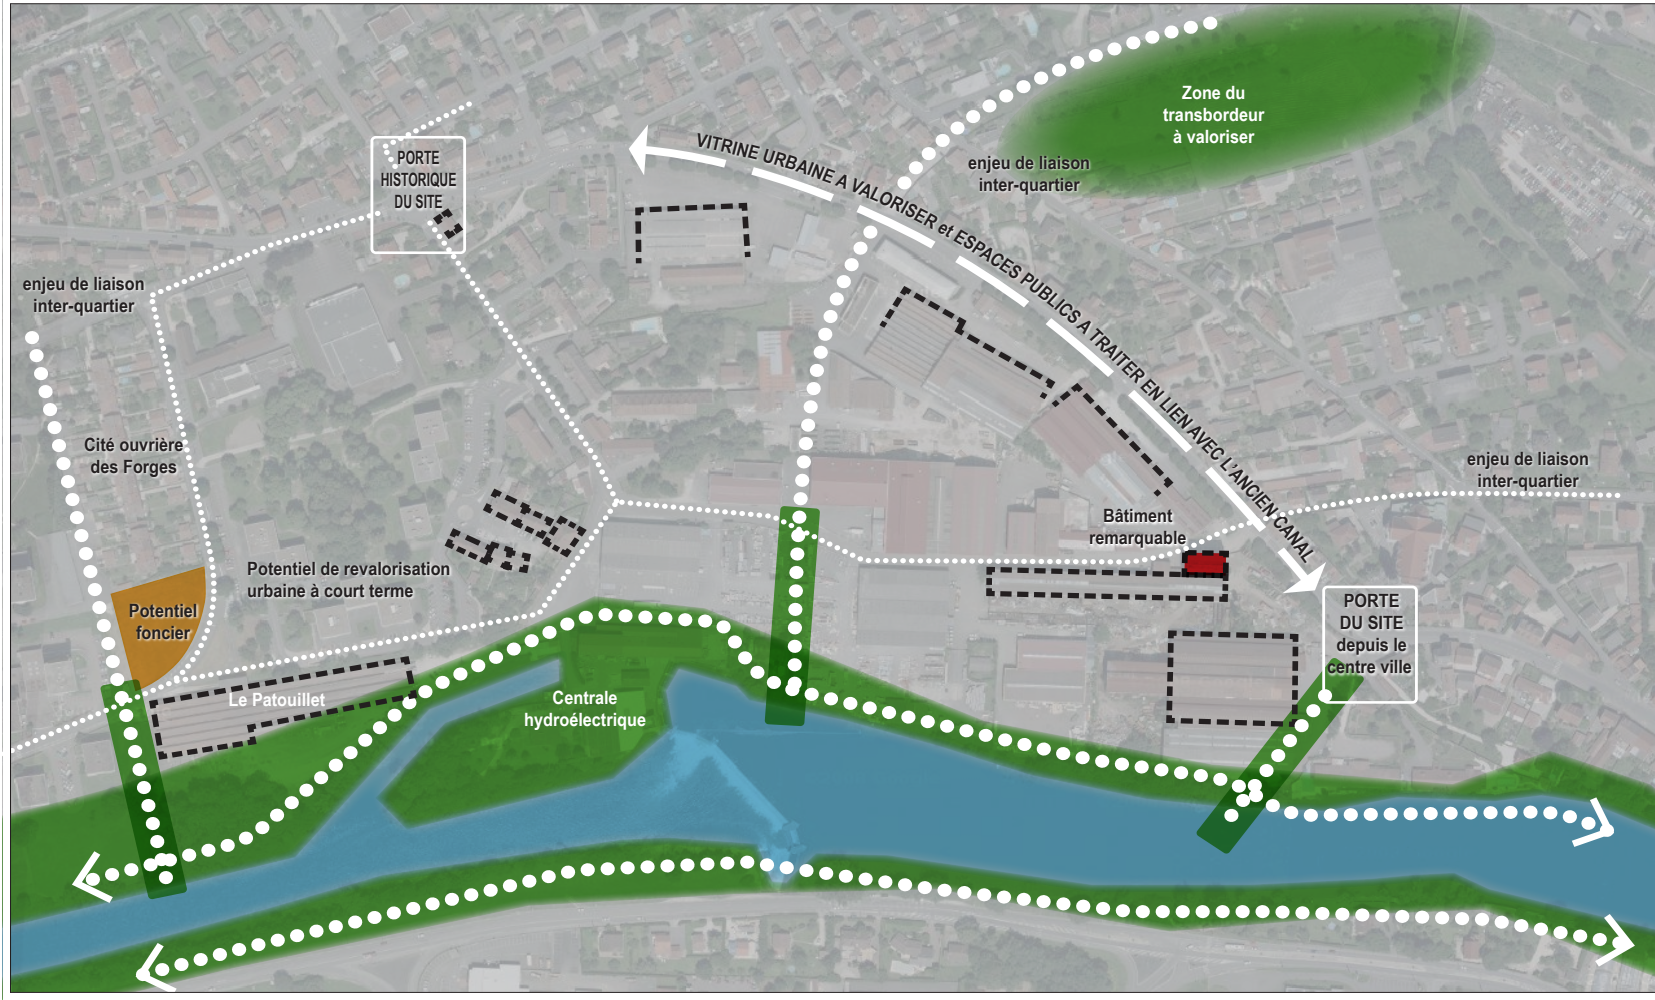 Zone du
transbordeur
à valoriser
PORTE
HISTORIQUE
DU SITE
VITRINE URBAINE A VALORISER et ESPACES PUBLICS A TRAITER EN LIEN AVEC L'ANCIEN CANAL
enjeu de liaison
inter-quartier
enjeu de liaison
inter-quartier
Cité ouvrière
des Forges
enjeu de liaison
inter-quartier
Bâtiment
remarquable
Potentiel de revalorisation
urbaine à court terme
Potentiel
foncier
PORTE
DU SITE
depuis le
centre ville
Le Patouillet
Centrale
hydroélectrique